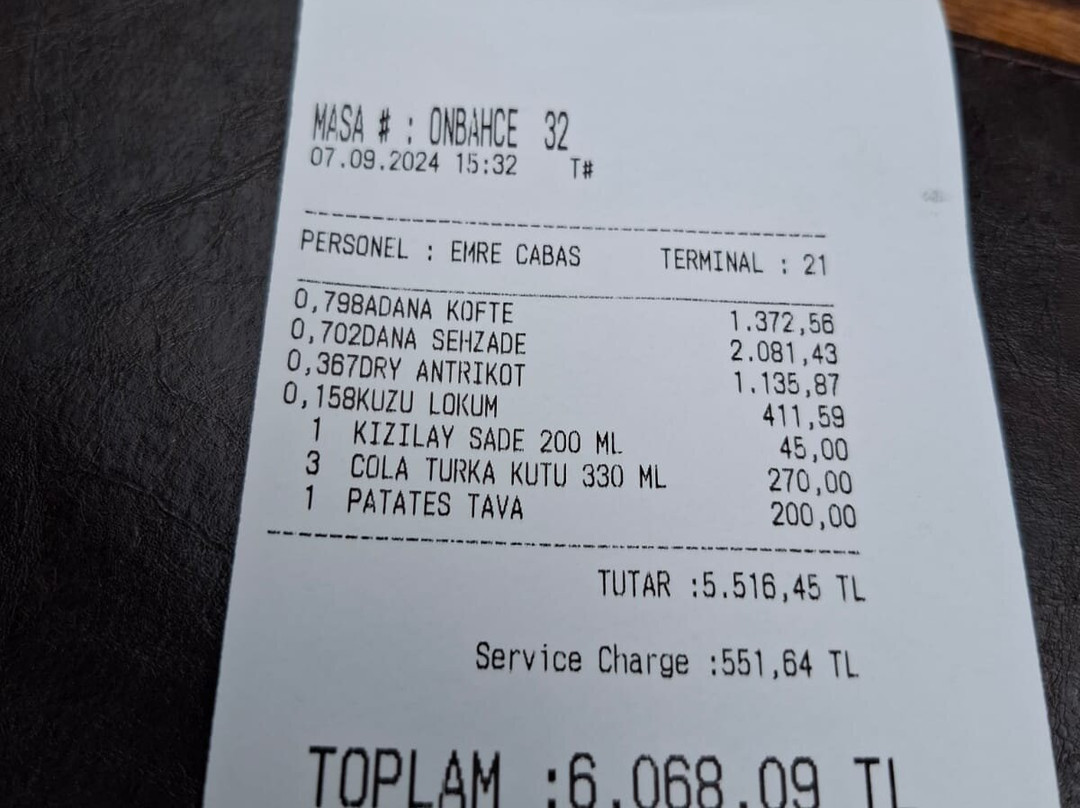 MASA # : ONBAHCE 32
07.09.2024 15:32 T#
PERSONEL : EMRE CABAS TERMINAL : 21
0,798ADANA KOFTE 1.372,56
0,702DANA SEHZADE 2.081,43
0,367DRY ANTRIKOT 1.135,87
0,158KUZU LOKUM 411,59
1 KIZILAY SADE 200 ML 45,00
3 COLA TURKA KUTU 330 ML 270,00
1 PATATES TAVA 200,00
TUTAR :5.516,45 TL
Service Charge :551,64 TL
TOPLAM :6.068,09 TL